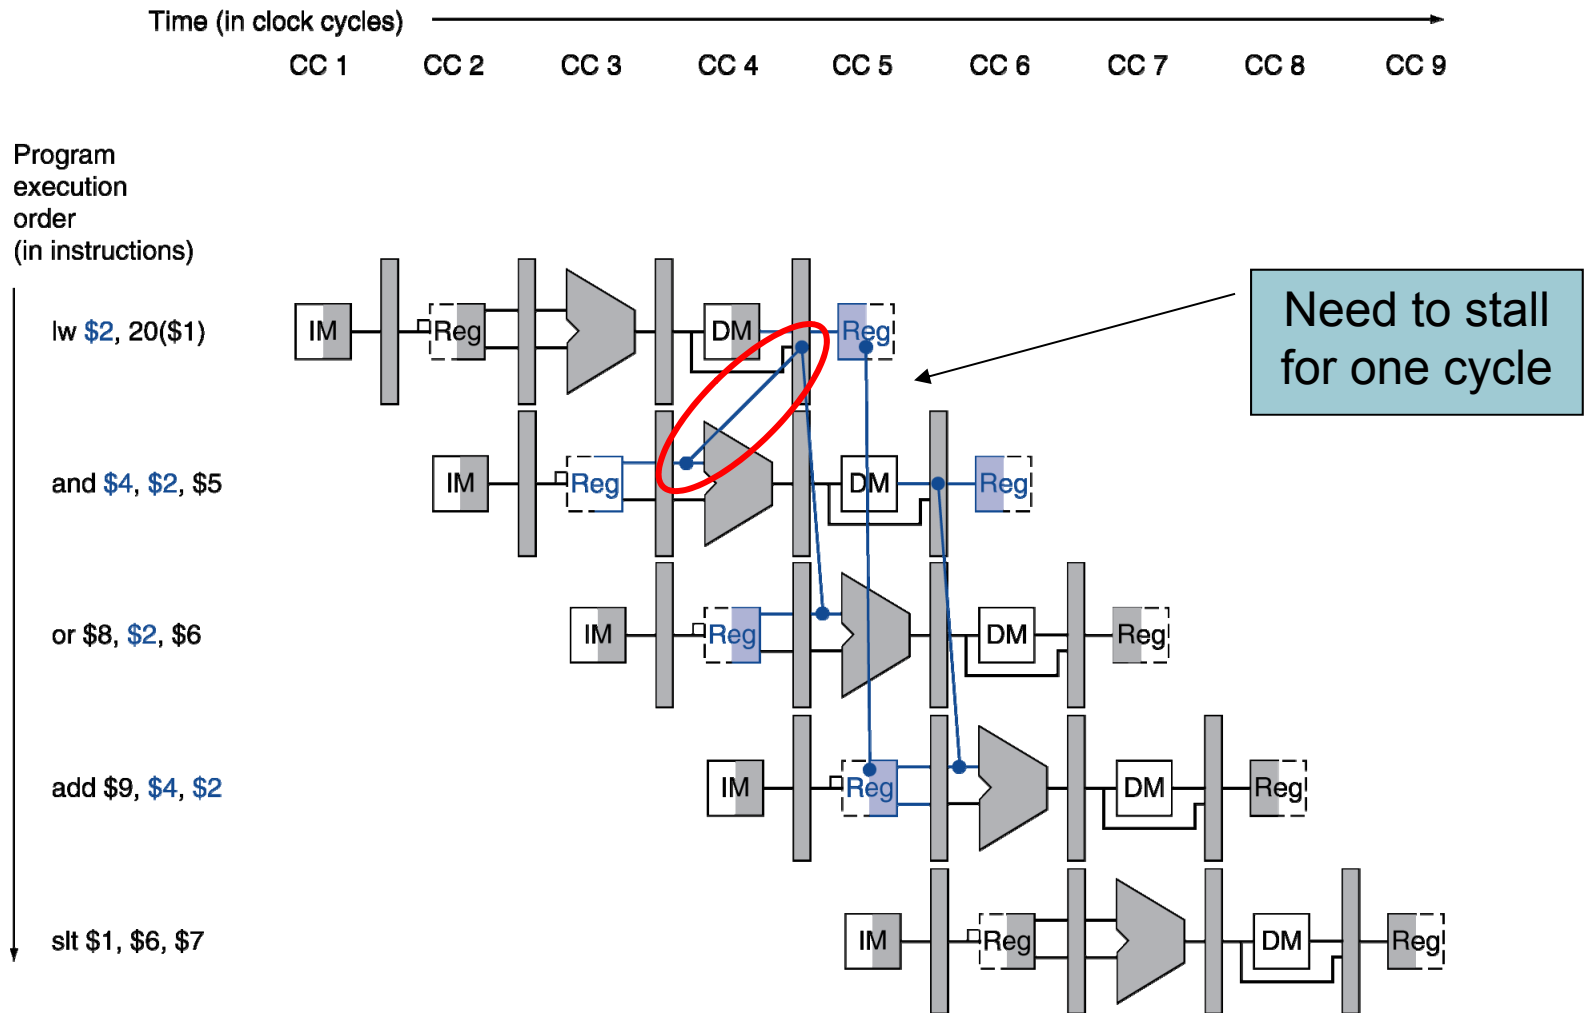 Time (in clock cycles)
CC 1 CC 2 CC 3 CC 4 CC 5 CC 6 CC 7 CC 8 CC 9
Program
execution
order
(in instructions)
Need to stall
for one cycle
lw $2, 20($1) IM Reg DM Reg
and $4, $2, $5 IM Reg DM Reg
or $8, $2, $6 IM Reg DM Reg
add $9, $4, $2 IM Reg DM Reg
slt $1, $6, $7 IM Reg DM Reg